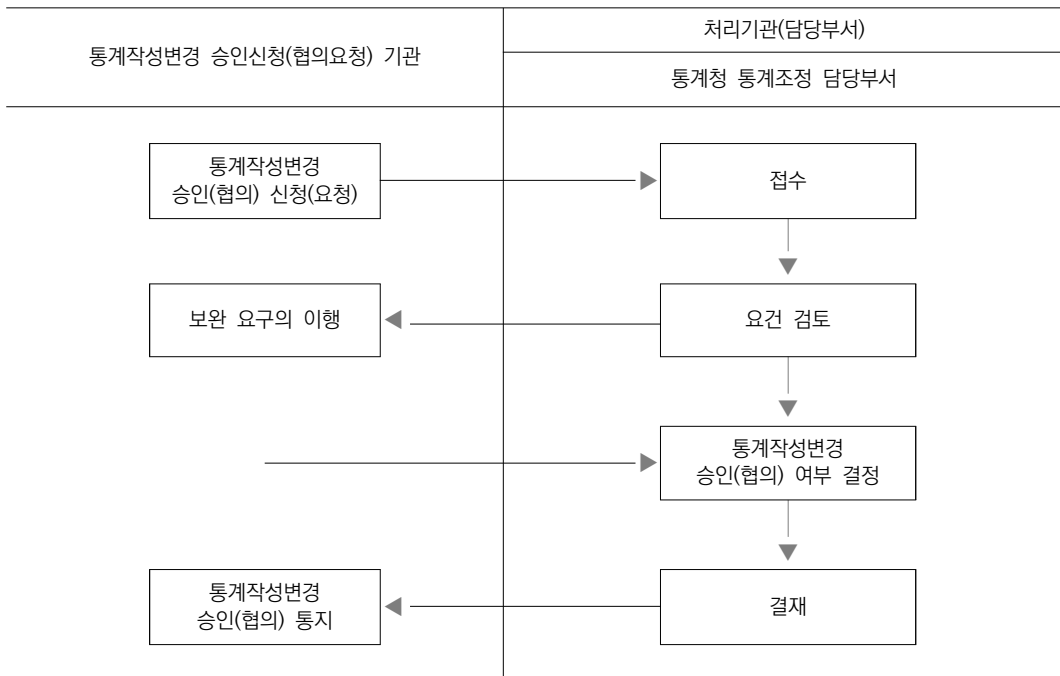 통계작성변경 승인신청(협의요청) 기관
처리기관(담당부서)
통계청 통계조정 담당부서
통계작성변경
승인(협의) 신청(요청)
접수
보완 요구의 이행
요건 검토
통계작성변경
승인(협의) 여부 결정
통계작성변경
승인(협의) 통지
결재